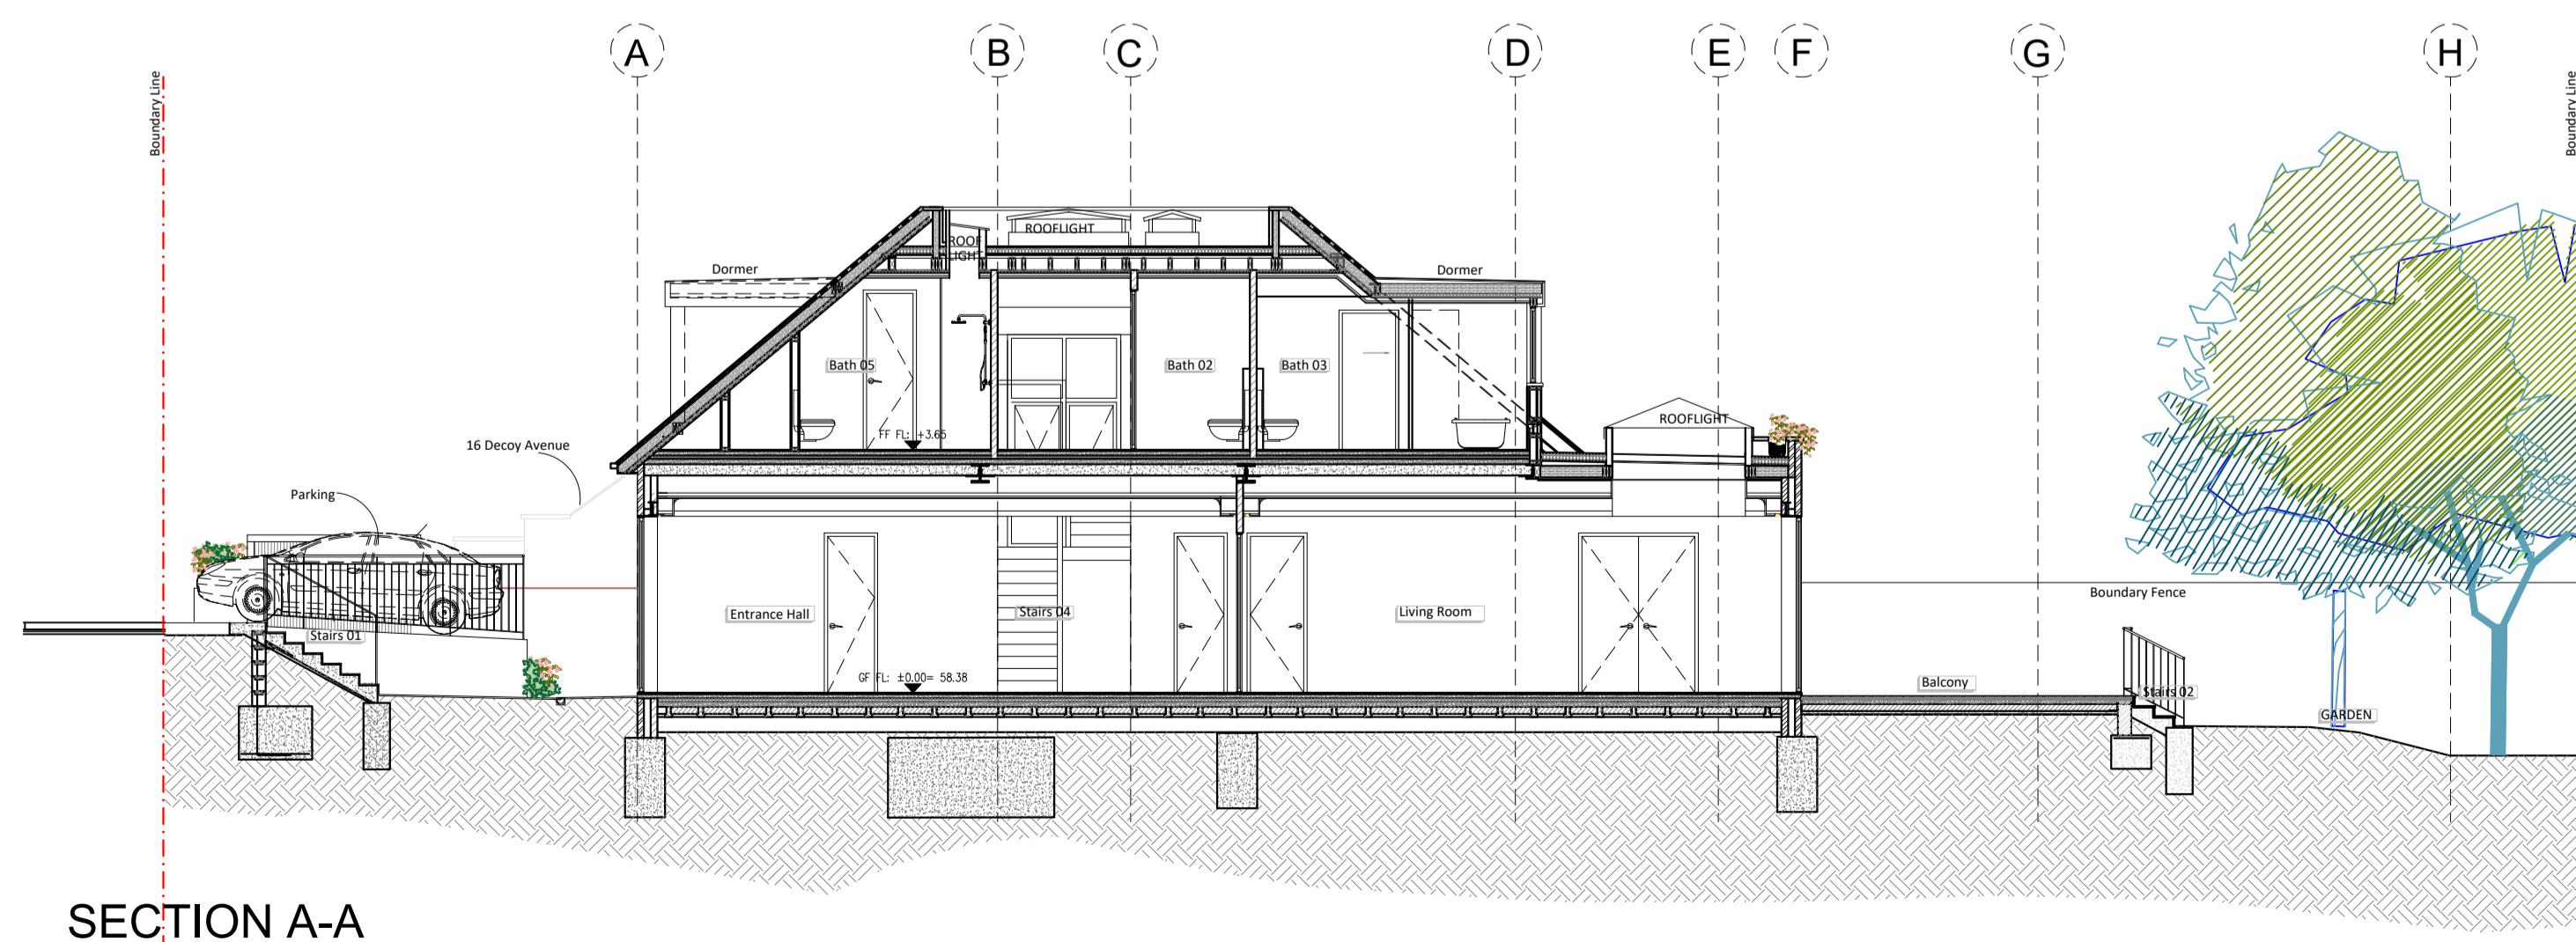 A
B
C
D
E
F
G
H
Boundary Line
Boundary Line
ROOFLIGHT
ROOF
LIGHT
Dormer
Dormer
Bath 05
Bath 02
Bath 03
ROOFLIGHT
FF FL: +3.65
16 Decoy Avenue
Parking
Boundary Fence
Entrance Hall
Stairs 04
Living Room
Stairs 01
GF FL: ±0.00= 58.38
Balcony
Stairs 02
GARDEN
SECTION A-A